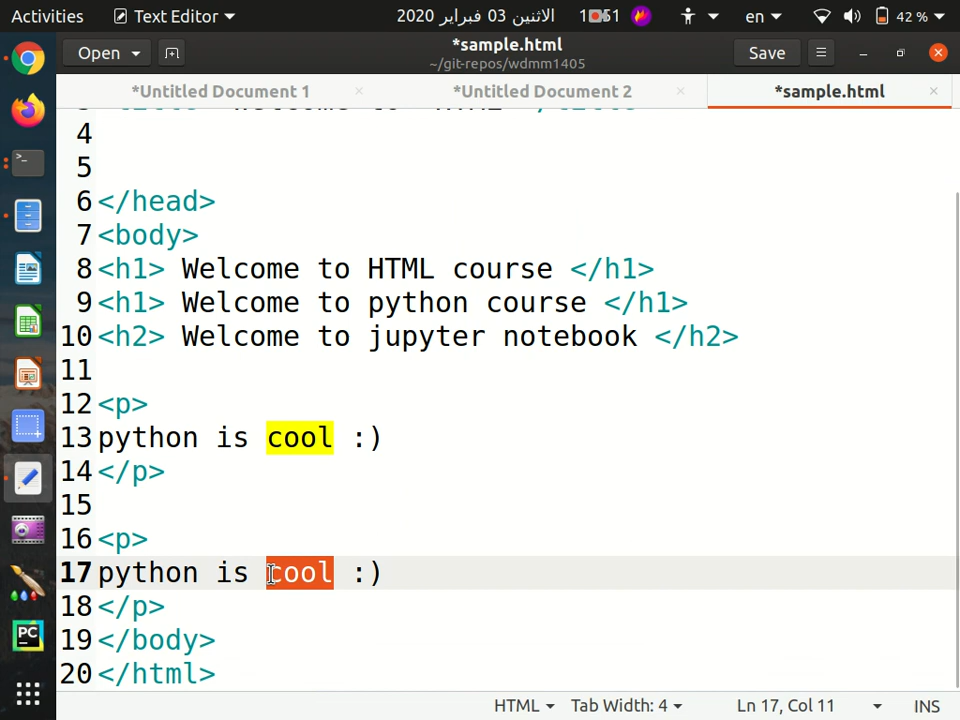 Activities Text Editor الاثنين 03 فبراير 2020 en 42 %
Open *sample.html Save
~/git-repos/wdmm1405
*Untitled Document 1 *Untitled Document 2 *sample.html
4
5
6 </head>
7 <body>
8 <h1> Welcome to HTML course </h1>
9 <h1> Welcome to python course </h1>
10 <h2> Welcome to jupyter notebook </h2>
11
12 <p>
13 python is cool :)
14 </p>
15
16 <p>
17 python is cool :)
18 </p>
19 </body>
20 </html>
HTML Tab Width: 4 Ln 17, Col 11 INS